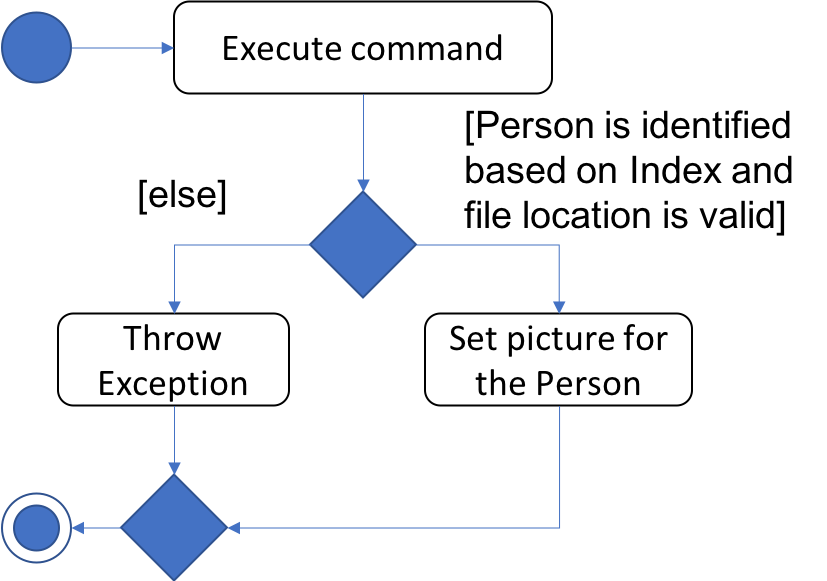 Execute command
[Person is identified
based on Index and
file location is valid]
[else]
Throw
Exception
Set picture for
the Person